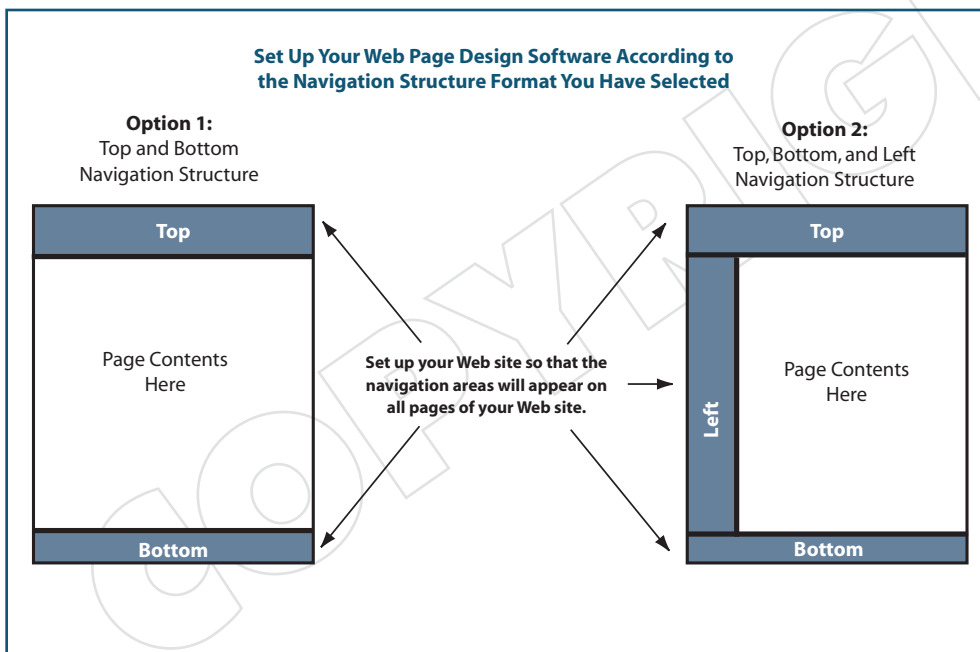 Set Up Your Web Page Design Software According to
the Navigation Structure Format You Have Selected
Option 1:
Top and Bottom
Navigation Structure
Top
Page Contents
Here
Bottom
Set up your Web site so that the
navigation areas will appear on
all pages of your Web site.
Option 2:
Top, Bottom, and Left
Navigation Structure
Top
Left
Page Contents
Here
Bottom
COPYRIG